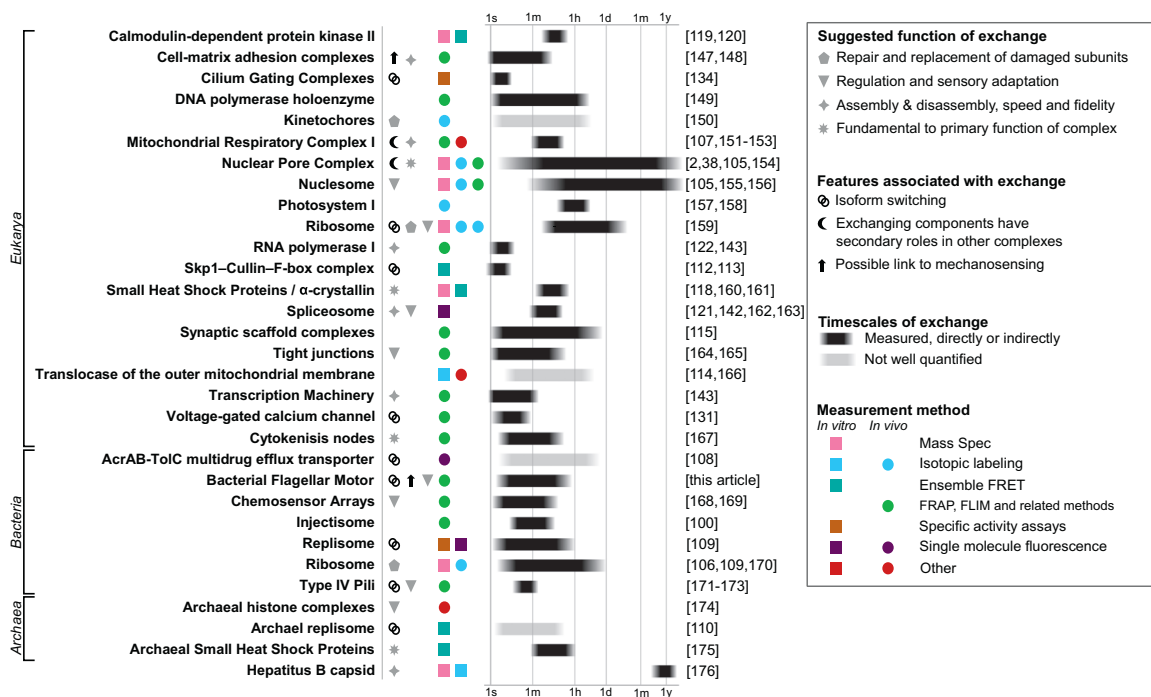 1s 1m 1h 1d 1m 1y
Eukarya
Calmodulin-dependent protein kinase II [119,120]
Cell-matrix adhesion complexes [147,148]
Cilium Gating Complexes [134]
DNA polymerase holoenzyme [149]
Kinetochores [150]
Mitochondrial Respiratory Complex I [107,151-153]
Nuclear Pore Complex [2,38,105,154]
Nuclesome [105,155,156]
Photosystem I [157,158]
Ribosome [159]
RNA polymerase I [122,143]
Skp1–Cullin–F-box complex [112,113]
Small Heat Shock Proteins / α-crystallin [118,160,161]
Spliceosome [121,142,162,163]
Synaptic scaffold complexes [115]
Tight junctions [164,165]
Translocase of the outer mitochondrial membrane [114,166]
Transcription Machinery [143]
Voltage-gated calcium channel [131]
Cytokenisis nodes [167]
Bacteria
AcrAB-TolC multidrug efflux transporter [108]
Bacterial Flagellar Motor [this article]
Chemosensor Arrays [168,169]
Injectisome [100]
Replisome [109]
Ribosome [106,109,170]
Type IV Pili [171-173]
Archaea
Archaeal histone complexes [174]
Archael replisome [110]
Archaeal Small Heat Shock Proteins [175]
Hepatitus B capsid [176]
1s 1m 1h 1d 1m 1y
Suggested function of exchange
Repair and replacement of damaged subunits
Regulation and sensory adaptation
Assembly & disassembly, speed and fidelity
Fundamental to primary function of complex
Features associated with exchange
Isoform switching
Exchanging components have
secondary roles in other complexes
Possible link to mechanosensing
Timescales of exchange
Measured, directly or indirectly
Not well quantified
Measurement method
In vitro In vivo
Mass Spec
Isotopic labeling
Ensemble FRET
FRAP, FLIM and related methods
Specific activity assays
Single molecule fluorescence
Other